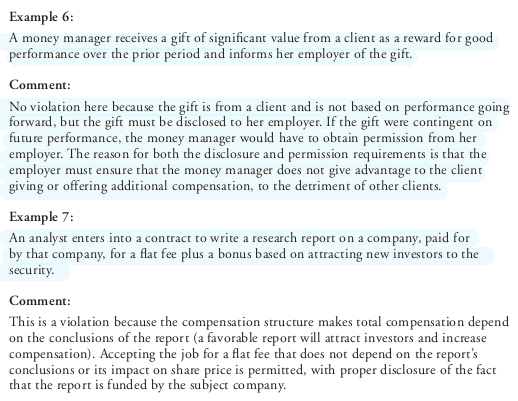 Example 6:
A money manager receives a gift of significant value from a client as a reward for good
performance over the prior period and informs her employer of the gift.
Comment:
No violation here because the gift is from a client and is not based on performance going
forward, but the gift must be disclosed to her employer. If the gift were contingent on
future performance, the money manager would have to obtain permission from her
employer. The reason for both the disclosure and permission requirements is that the
employer must ensure that the money manager does not give advantage to the client
giving or offering additional compensation, to the detriment of other clients.
Example 7
An analyst enters into a contract to write a research report on a company, paid for
by that company, for a flat fee plus a bonus based on attracting new investors to the
security.
Comment:
This is a violation because the compensation structure makes total compensation depend
on the conclusions of the report (a favorable report will attract investors and increase
compensation). Accepting the job for a flat fee that does not depend on the report's
conclusions or its impact on share price is permitted, with proper disclosure of the fact
that the report is funded by the subject company.